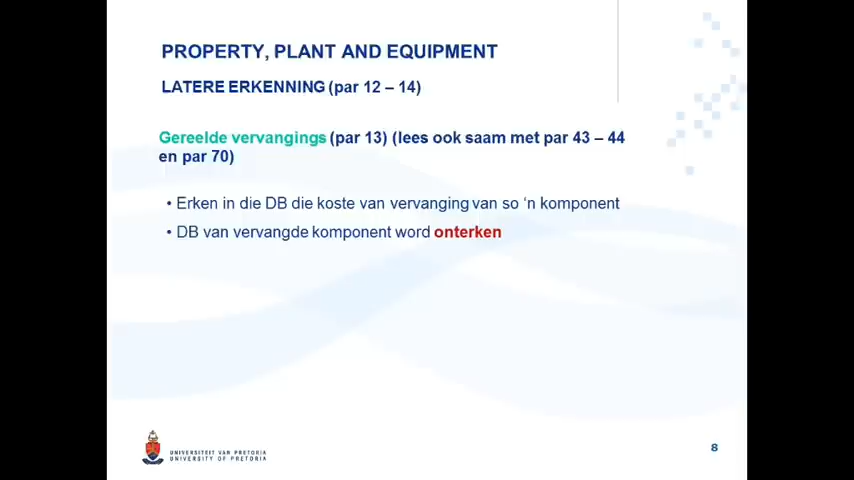 PROPERTY, PLANT AND EQUIPMENT
LATERE ERKENNING (par 12 – 14)
Gereelde vervangings (par 13) (lees ook saam met par 43 – 44
en par 70)
• Erken in die DB die koste van vervanging van so ‘n komponent
• DB van vervangde komponent word onterken
UNIVERSITEIT VAN PRETORIA
UNIVERSITY OF PRETORIA
8